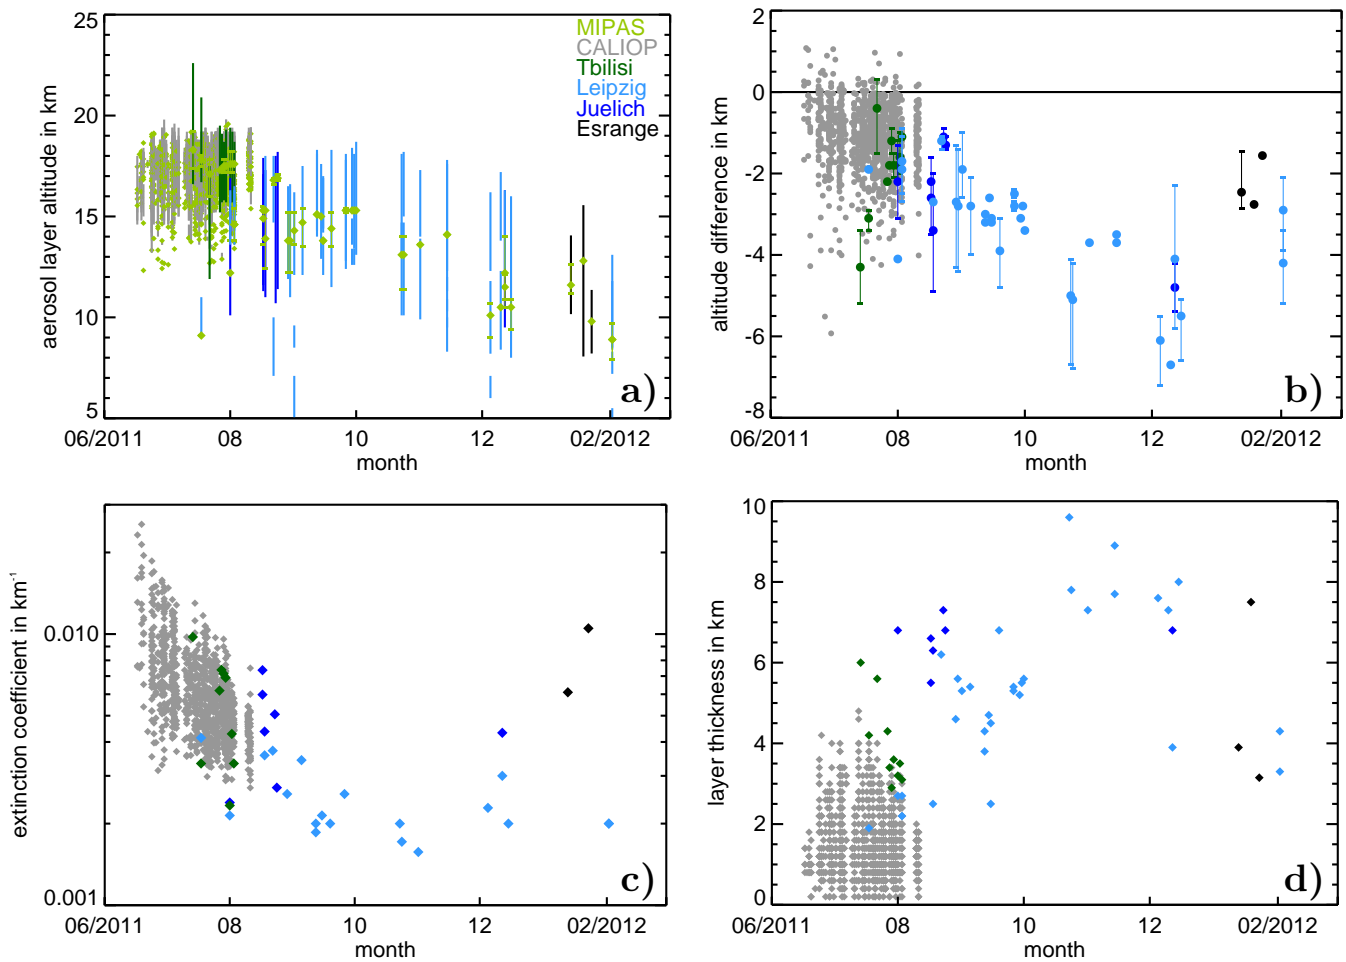 25
20
15
10
5
aerosol layer altitude in km
MIPAS
CALIOP
Tbilisi
Leipzig
Juelich
Esrange
a)
06/2011 08 10 12 02/2012
month
2
0
-2
-4
-6
-8
altitude difference in km
b)
06/2011 08 10 12 02/2012
month
0.010
0.001
extinction coefficient in km-1
c)
06/2011 08 10 12 02/2012
month
10
8
6
4
2
0
layer thickness in km
d)
06/2011 08 10 12 02/2012
month